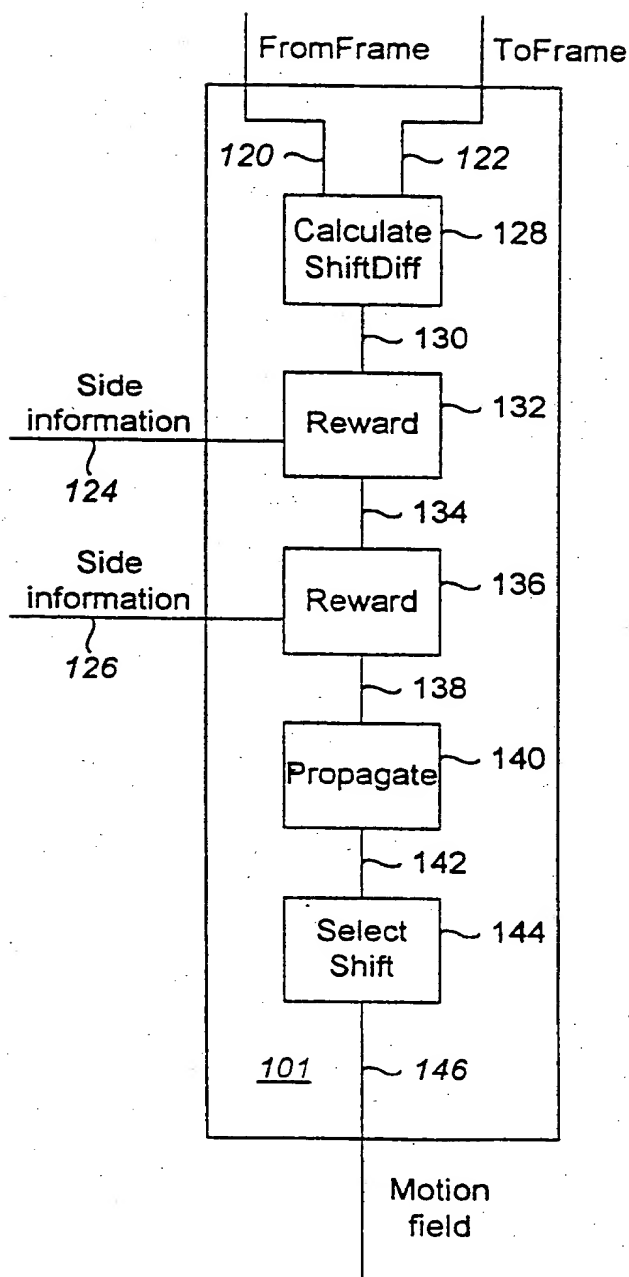 FromFrame
ToFrame
120
122
Calculate
ShiftDiff
128
130
Side
information
124
Reward
132
134
Side
information
126
Reward
136
138
Propagate
140
142
Select
Shift
144
101
146
Motion
field